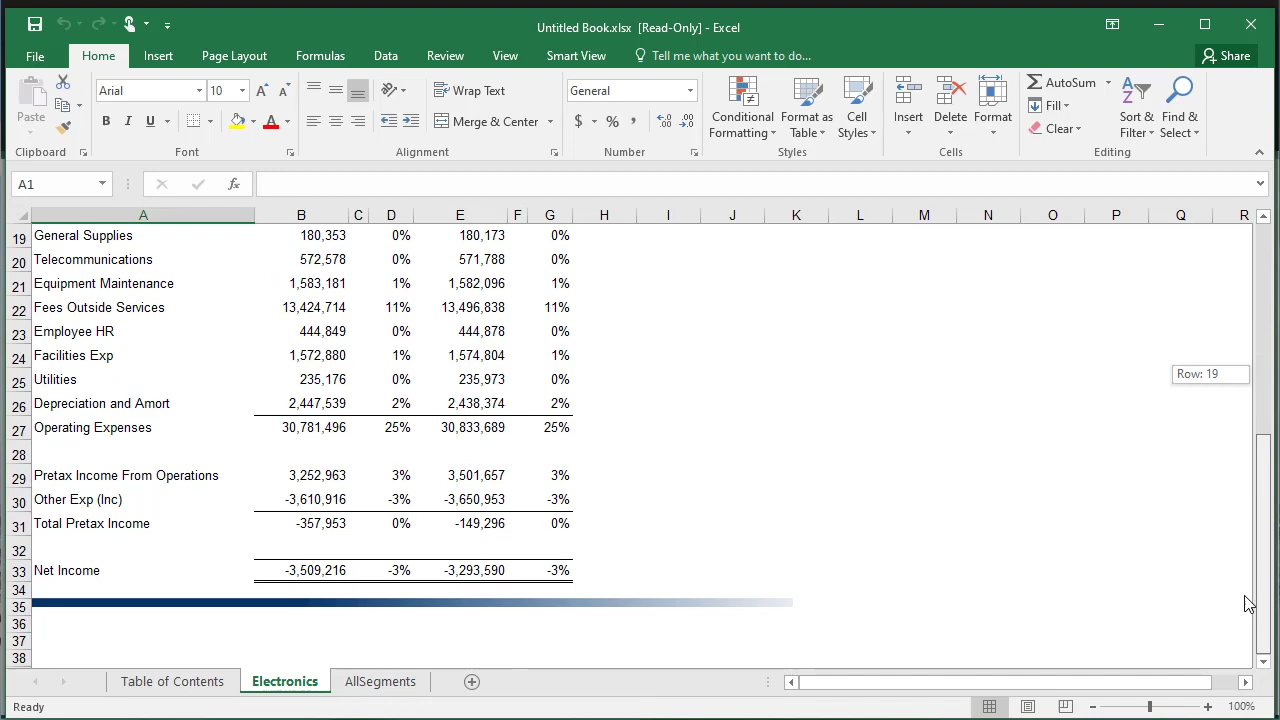 Untitled Book.xlsx [Read-Only] - Excel
File Home Insert Page Layout Formulas Data Review View Smart View Tell me what you want to do... Share
Paste Arial 10 Wrap Text General Conditional Formatting Format as Table Cell Styles Insert Delete Format AutoSum Fill Clear Sort & Filter Find & Select
B I U A Merge & Center $ % ,
Clipboard Font Alignment Number Styles Cells Editing
A1 fx
A B C D E F G H I J K L M N O P Q R
19 General Supplies 180,353 0% 180,173 0%
20 Telecommunications 572,578 0% 571,788 0%
21 Equipment Maintenance 1,583,181 1% 1,582,096 1%
22 Fees Outside Services 13,424,714 11% 13,496,838 11%
23 Employee HR 444,849 0% 444,878 0%
24 Facilities Exp 1,572,880 1% 1,574,804 1%
25 Utilities 235,176 0% 235,973 0% Row: 19
26 Depreciation and Amort 2,447,539 2% 2,438,374 2%
27 Operating Expenses 30,781,496 25% 30,833,689 25%
28
29 Pretax Income From Operations 3,252,963 3% 3,501,657 3%
30 Other Exp (Inc) -3,610,916 -3% -3,650,953 -3%
31 Total Pretax Income -357,953 0% -149,296 0%
32
33 Net Income -3,509,216 -3% -3,293,590 -3%
34
35
36
37
38
Table of Contents Electronics AllSegments
Ready 100%